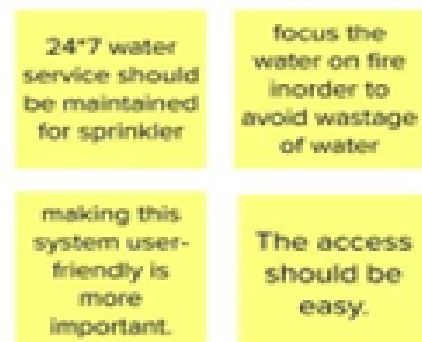 24*7 water
service should
be maintained
for sprinkler
focus the
water on fire
inorder to
avoid wastage
of water
making this
system user-
friendly is
more
important.
The access
should be
easy.